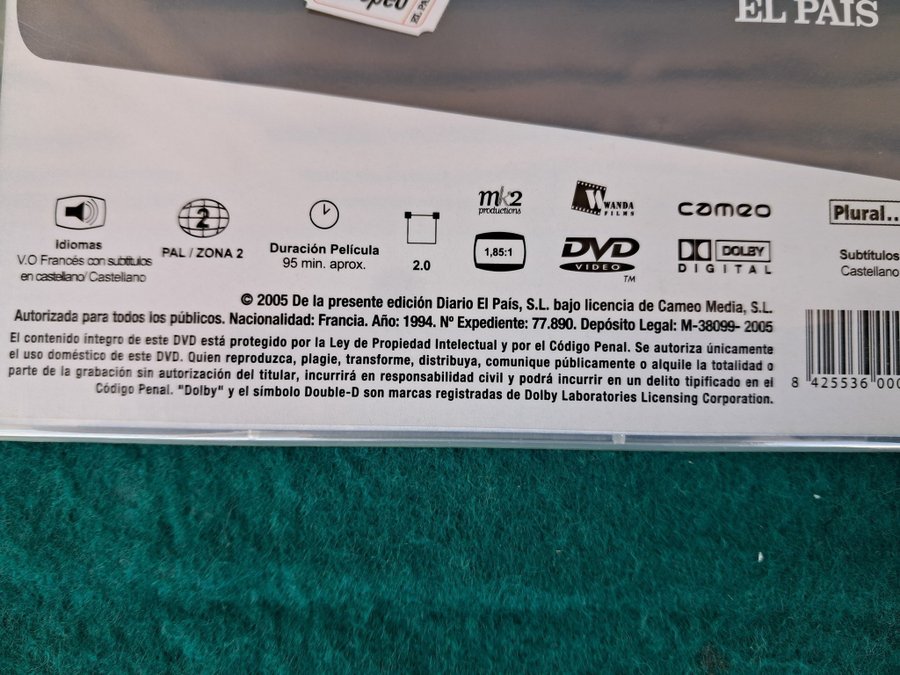 EL PAÍS
EL PA
mk2
productions
WANDA
FILMS
cameo
Plural..
2
Idiomas
V.O Francés con subtitulos
en castellano/ Castellano
PAL / ZONA 2
Duración Película
95 min. aprox.
2.0
1,85:1
DVD
VIDEO
TM
DOLBY
DIGITAL
Subtítulos
Castellano
© 2005 De la presente edición Diario El País, S.L. bajo licencia de Cameo Media, S.L.
Autorizada para todos los públicos. Nacionalidad: Francia. Año: 1994. Nº Expediente: 77.890. Depósito Legal: M-38099- 2005
El contenido íntegro de este DVD está protegido por la Ley de Propiedad Intelectual y por el Código Penal. Se autoriza únicamente
el uso doméstico de este DVD. Quien reproduzca, plagie, transforme, distribuya, comunique públicamente o alquile la totalidad o
parte de la grabación sin autorización del titular, incurrirá en responsabilidad civil y podrá incurrir en un delito tipificado en el
Código Penal. "Dolby" y el símbolo Double-D son marcas registradas de Dolby Laboratories Licensing Corporation.
8 425536 000